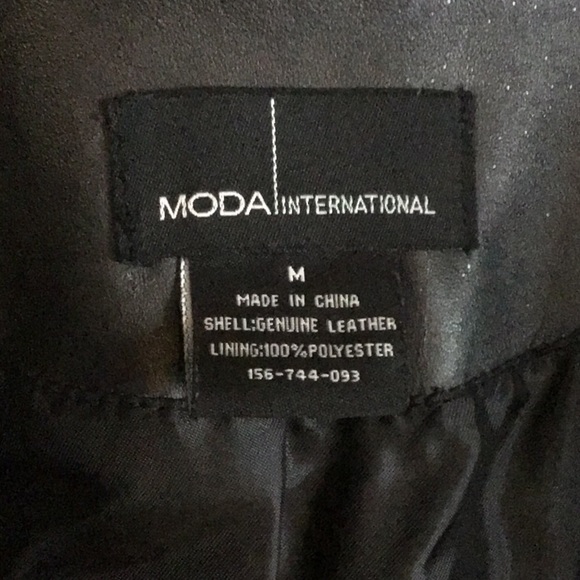 MODA INTERNATIONAL
M
MADE IN CHINA
SHELL:GENUINE LEATHER
LINING:100%POLYESTER
156-744-093